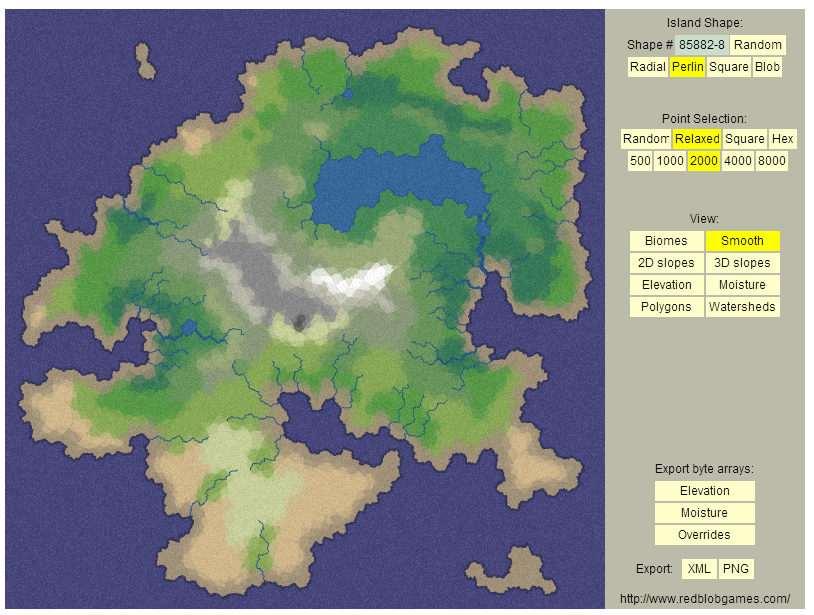 Island Shape:
Shape # 85882-8 Random
Radial Perlin Square Blob
Point Selection:
Random Relaxed Square Hex
500 1000 2000 4000 8000
View:
Biomes Smooth
2D slopes 3D slopes
Elevation Moisture
Polygons Watersheds
Export byte arrays:
Elevation
Moisture
Overrides
Export: XML PNG
http://www.redblobgames.com/